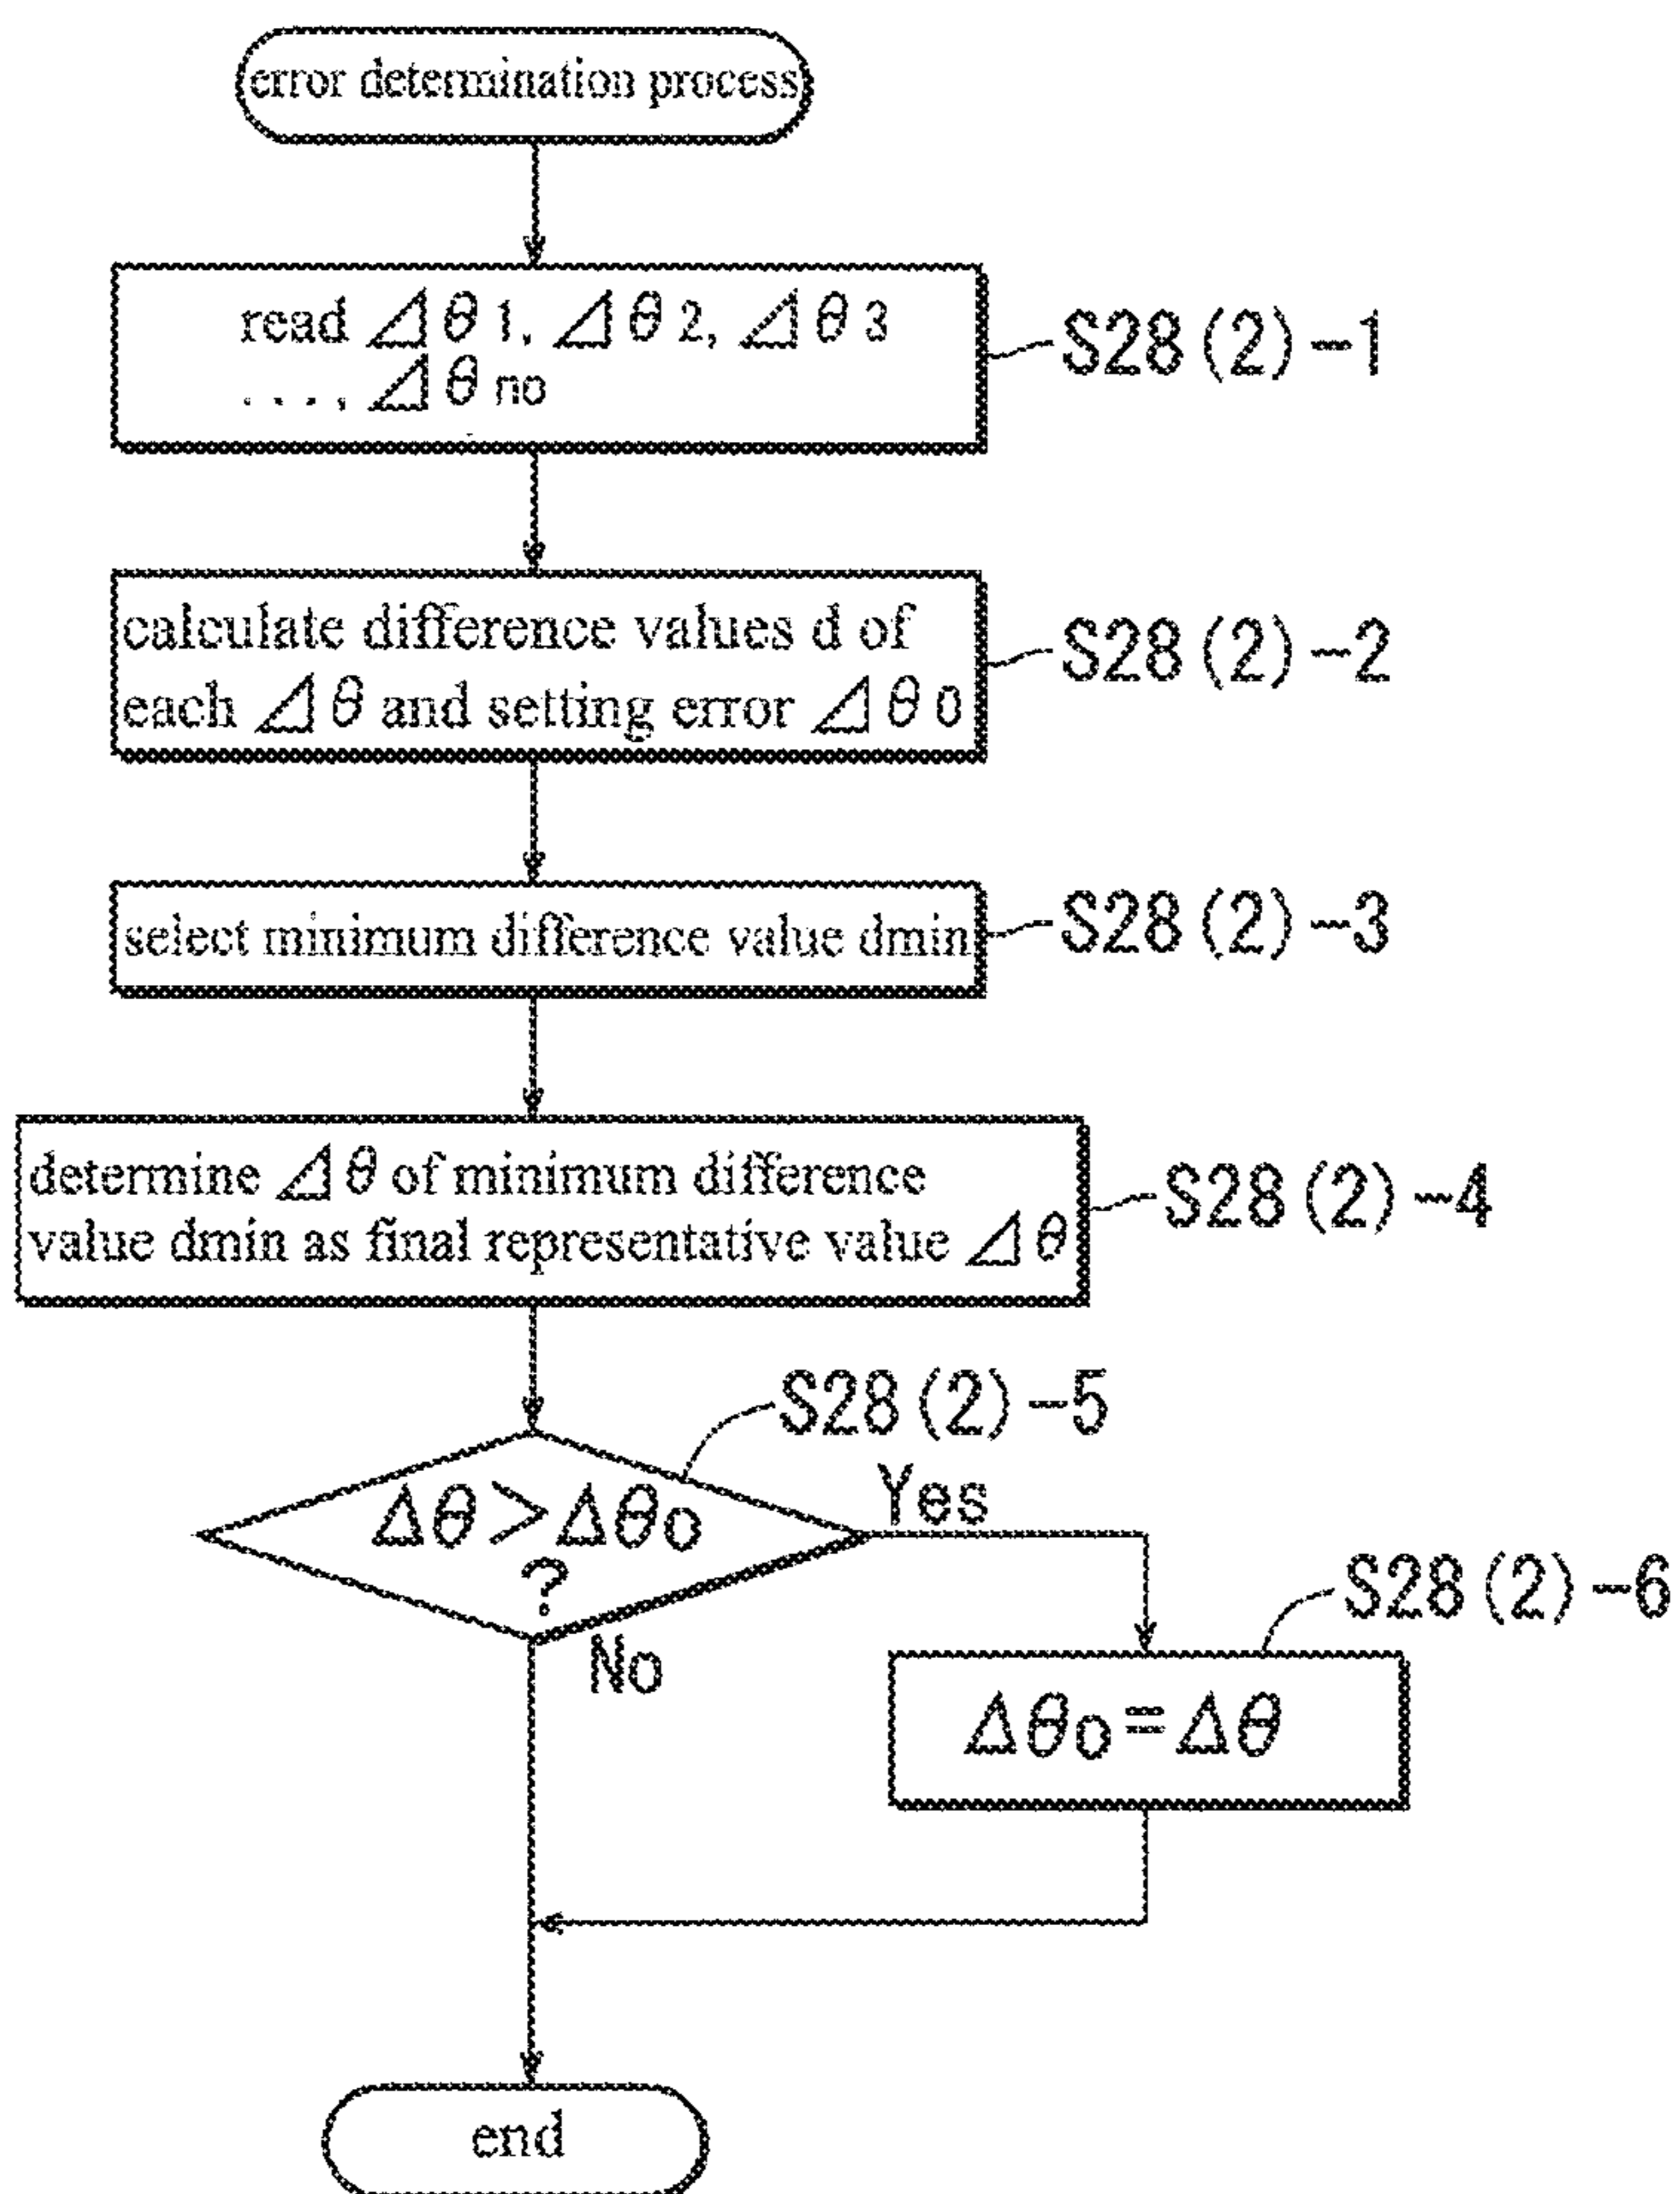 error determination process
read ⊿θ1, ⊿θ2, ⊿θ3
..., ⊿θno
S28(2)-1
calculate difference values d of
each ⊿θ and setting error ⊿θ0
S28(2)-2
select minimum difference value dmin
S28(2)-3
determine ⊿θ of minimum difference
value dmin as final representative value ⊿θ
S28(2)-4
S28(2)-5
Δθ>Δθo
?
Yes
No
S28(2)-6
Δθo=Δθ
end